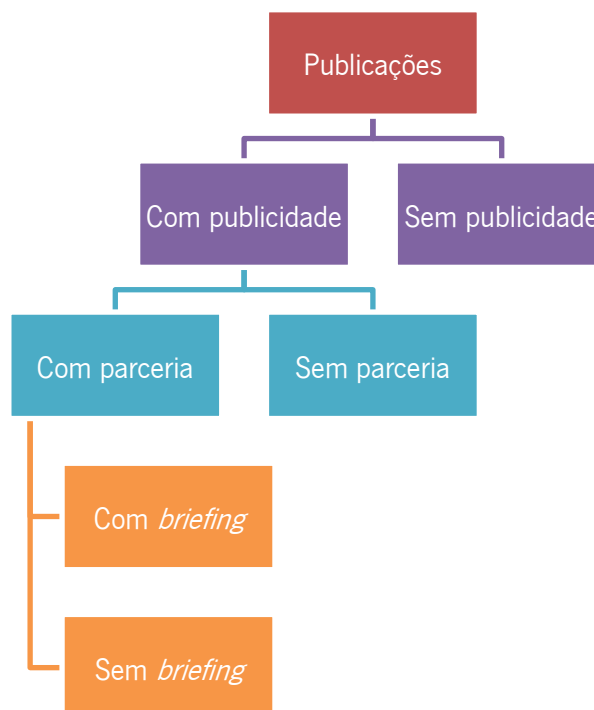 Publicações
Com publicidade
Sem publicidade
Com parceria
Sem parceria
Com briefing
Sem briefing